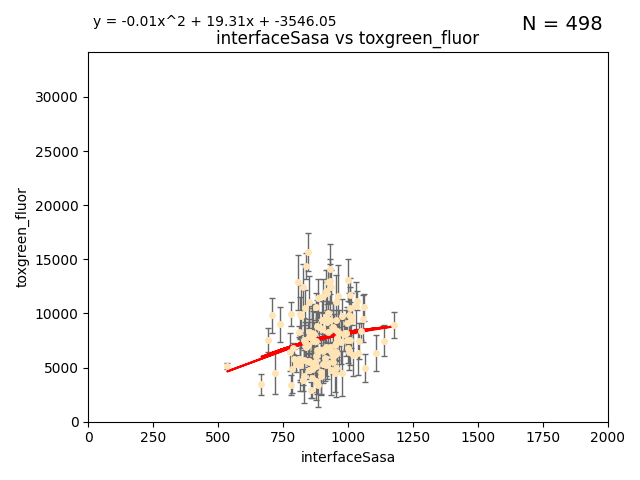 y = -0.01x^2 + 19.31x + -3546.05
N = 498
interfaceSasa vs toxgreen_fluor
30000
25000
20000
15000
10000
5000
0
toxgreen_fluor
0 250 500 750 1000 1250 1500 1750 2000
interfaceSasa